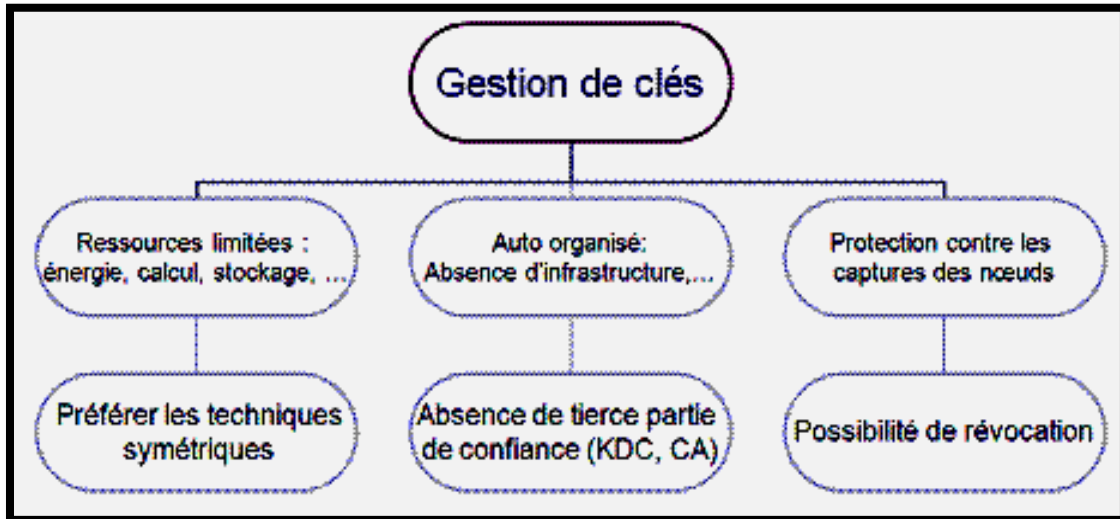 Gestion de clés
Ressources limitées :
énergie, calcul, stockage, ...
Auto organisé:
Absence d'infrastructure,...
Protection contre les
captures des nœuds
Préférer les techniques
symétriques
Absence de tierce partie
de confiance (KDC, CA)
Possibilité de révocation